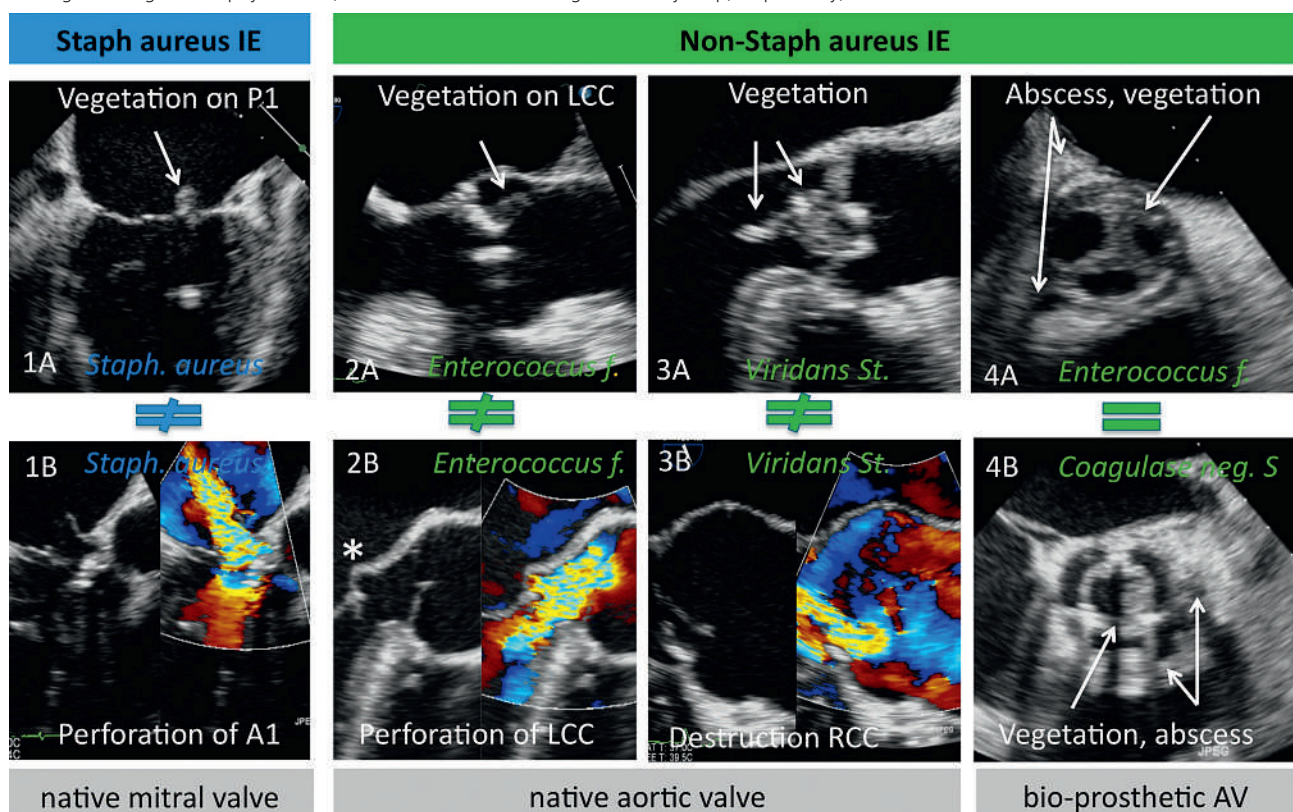 Staph aureus IE
Non-Staph aureus IE
Vegetation on P1
1A
Staph. aureus
Vegetation on LCC
2A
Enterococcus f.
Vegetation
3A
Viridans St.
Abscess, vegetation
4A
Enterococcus f.
1B
Staph. aureus
Perforation of A1
2B
Enterococcus f.
*
Perforation of LCC
3B
Viridans St.
Destruction RCC
4B
Coagulase neg. S
Vegetation, abscess
JPEG
native mitral valve
native aortic valve
bio-prosthetic AV